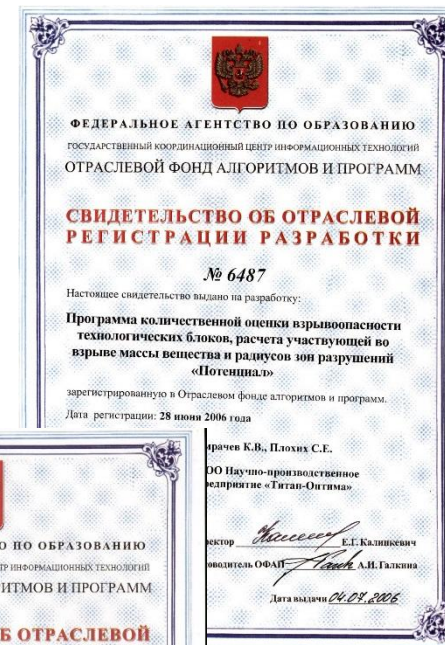 ФЕДЕРАЛЬНОЕ АГЕНТСТВО ПО ОБРАЗОВАНИЮ
ГОСУДАРСТВЕННЫЙ КООРДИНАЦИОННЫЙ ЦЕНТР ИНФОРМАЦИОННЫХ ТЕХНОЛОГИЙ
ОТРАСЛЕВОЙ ФОНД АЛГОРИТМОВ И ПРОГРАММ
СВИДЕТЕЛЬСТВО ОБ ОТРАСЛЕВОЙ
РЕГИСТРАЦИИ РАЗРАБОТКИ
№ 6487
Настоящее свидетельство выдано на разработку:
Программа количественной оценки взрывоопасности
технологических блоков, расчета участвующей во
взрыве массы вещества и радиусов зон разрушений
«Потенциал»
зарегистрированную в Отраслевом фонде алгоритмов и программ.
Дата регистрации: 28 июня 2006 года
К.В., Плохих С.Е.
Научно-производственное
«Титан-Оптима»
Е.Г. Калинкевич
ОФАП А.И. Галкина
Дата выдачи 04.07.2006
О ПО ОБРАЗОВАНИЮ
ИНФОРМАЦИОННЫХ ТЕХНОЛОГИЙ
И ПРОГРАММ
ОТРАСЛЕВОЙ